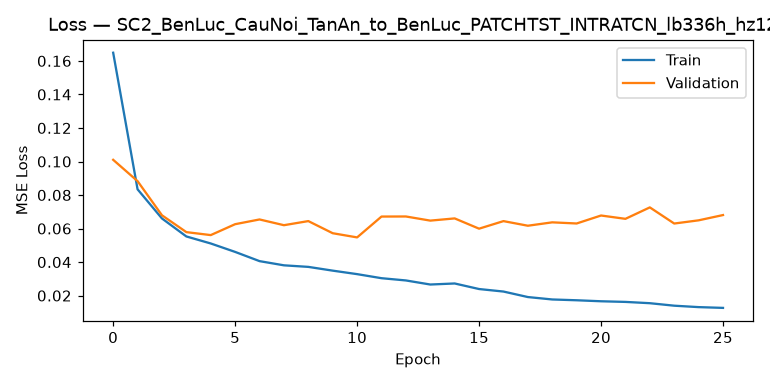 Loss — SC2_BenLuc_CauNoi_TanAn_to_BenLuc_PATCHTST_INTRATCN_lb336h_hz12
Train
Validation
MSE Loss
0.16
0.14
0.12
0.10
0.08
0.06
0.04
0.02
0
5
10
15
20
25
Epoch